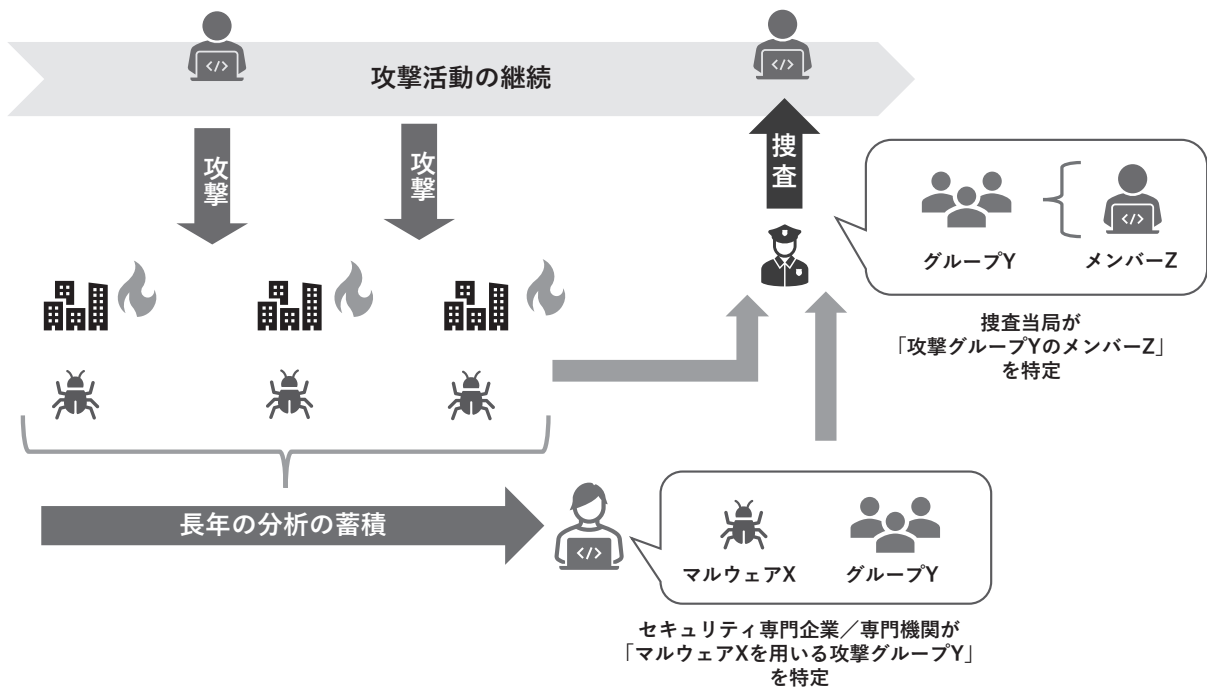 </>
</>
攻撃活動の継続
攻撃
攻撃
捜査
</>
グループY
メンバーZ
捜査当局が
「攻撃グループYのメンバーZ」
を特定
長年の分析の蓄積
</>
マルウェアX
グループY
セキュリティ専門企業／専門機関が
「マルウェアXを用いる攻撃グループY」
を特定